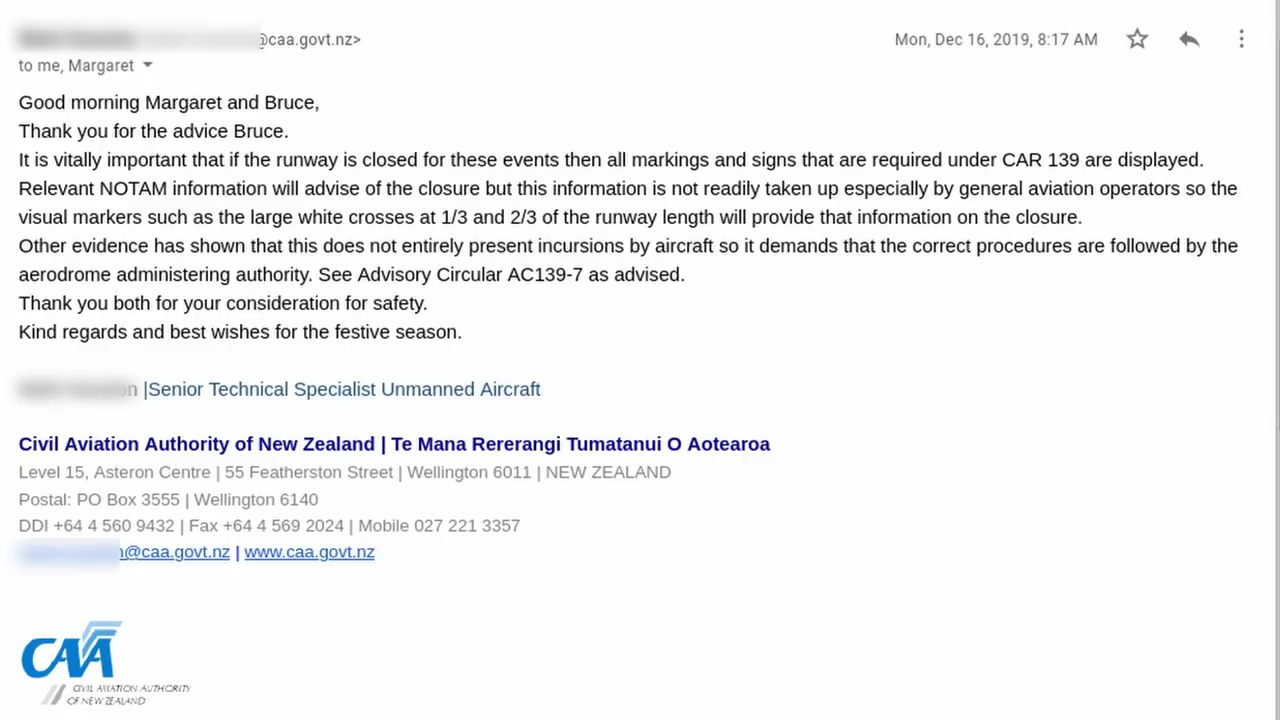 @caa.govt.nz>
Mon, Dec 16, 2019, 8:17 AM
to me, Margaret
Good morning Margaret and Bruce,
Thank you for the advice Bruce.
It is vitally important that if the runway is closed for these events then all markings and signs that are required under CAR 139 are displayed.
Relevant NOTAM information will advise of the closure but this information is not readily taken up especially by general aviation operators so the
visual markers such as the large white crosses at 1/3 and 2/3 of the runway length will provide that information on the closure.
Other evidence has shown that this does not entirely present incursions by aircraft so it demands that the correct procedures are followed by the
aerodrome administering authority. See Advisory Circular AC139-7 as advised.
Thank you both for your consideration for safety.
Kind regards and best wishes for the festive season.
n |Senior Technical Specialist Unmanned Aircraft
Civil Aviation Authority of New Zealand | Te Mana Rererangi Tumatanui O Aotearoa
Level 15, Asteron Centre | 55 Featherston Street | Wellington 6011 | NEW ZEALAND
Postal: PO Box 3555 | Wellington 6140
DDI +64 4 560 9432 | Fax +64 4 569 2024 | Mobile 027 221 3357
n@caa.govt.nz | www.caa.govt.nz
CAA
CIVIL AVIATION AUTHORITY
OF NEW ZEALAND